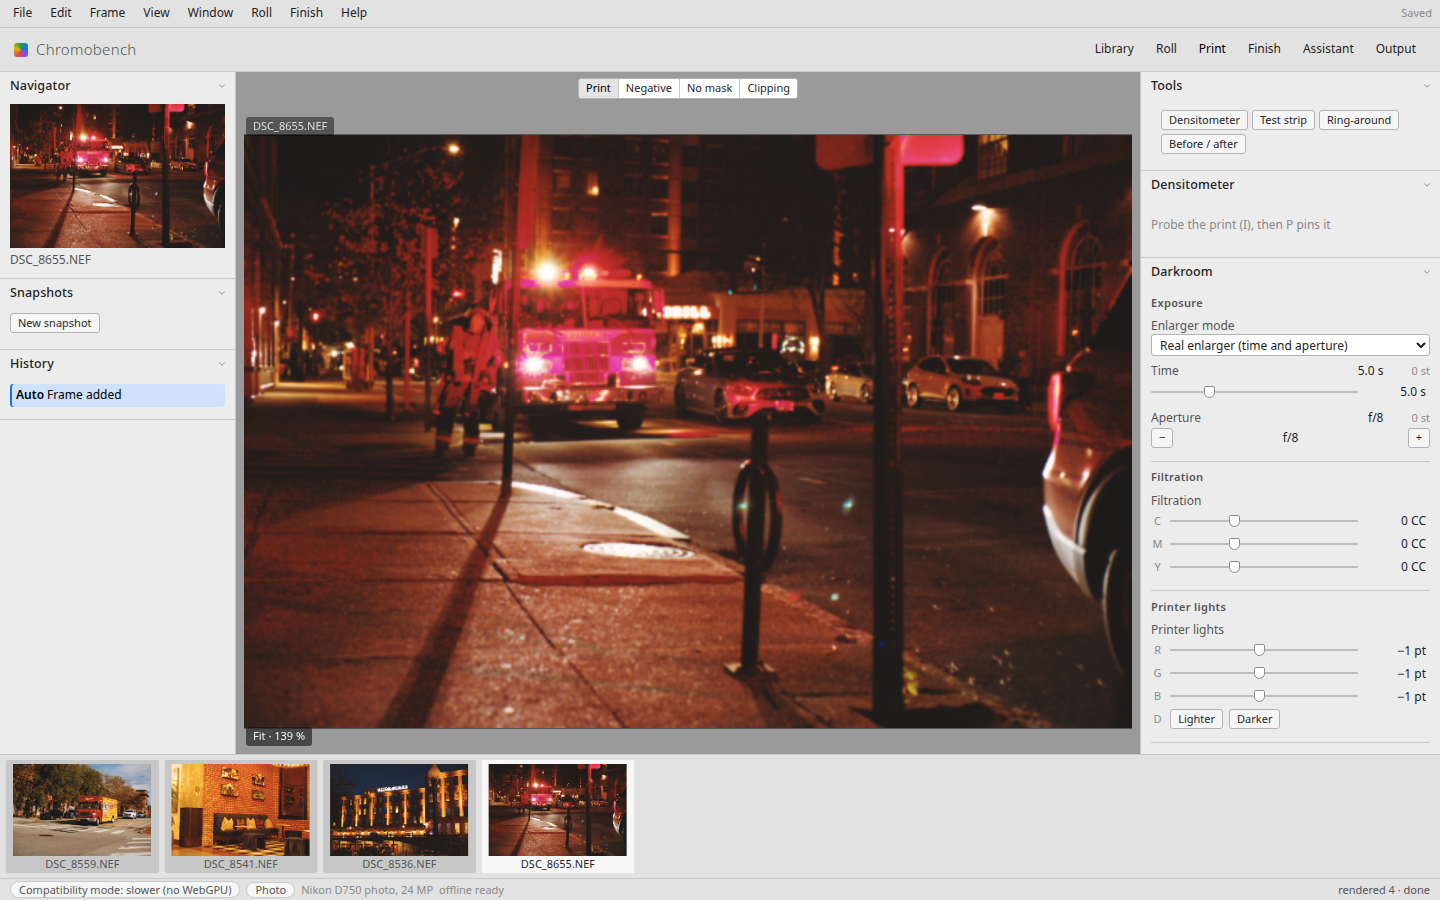 File Edit Frame View Window Roll Finish Help
Saved
Chromobench
Library Roll Print Finish Assistant Output
Navigator
DSC_8655.NEF
Snapshots
New snapshot
History
Auto Frame added
Print Negative No mask Clipping
DSC_8655.NEF
Fit · 139 %
Tools
Densitometer Test strip Ring-around
Before / after
Densitometer
Probe the print (I), then P pins it
Darkroom
Exposure
Enlarger mode
Real enlarger (time and aperture)
Time 5.0 s 0 st
5.0 s
Aperture f/8 0 st
− f/8 +
Filtration
Filtration
C 0 CC
M 0 CC
Y 0 CC
Printer lights
Printer lights
R −1 pt
G −1 pt
B −1 pt
D Lighter Darker
DSC_8559.NEF DSC_8541.NEF DSC_8536.NEF DSC_8655.NEF
Compatibility mode: slower (no WebGPU) Photo Nikon D750 photo, 24 MP offline ready
rendered 4 · done